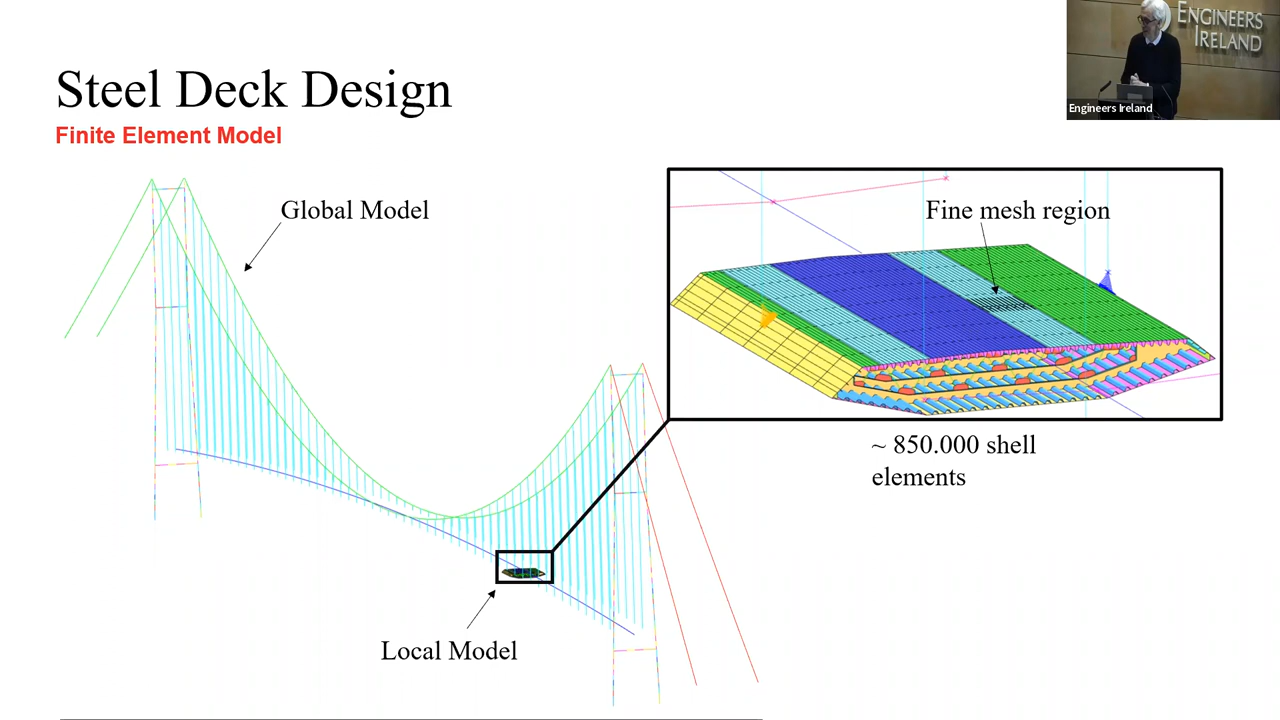 Steel Deck Design
Finite Element Model
ENGINEERS
IRELAND
Engineers Ireland
Global Model
Fine mesh region
~ 850.000 shell
elements
Local Model